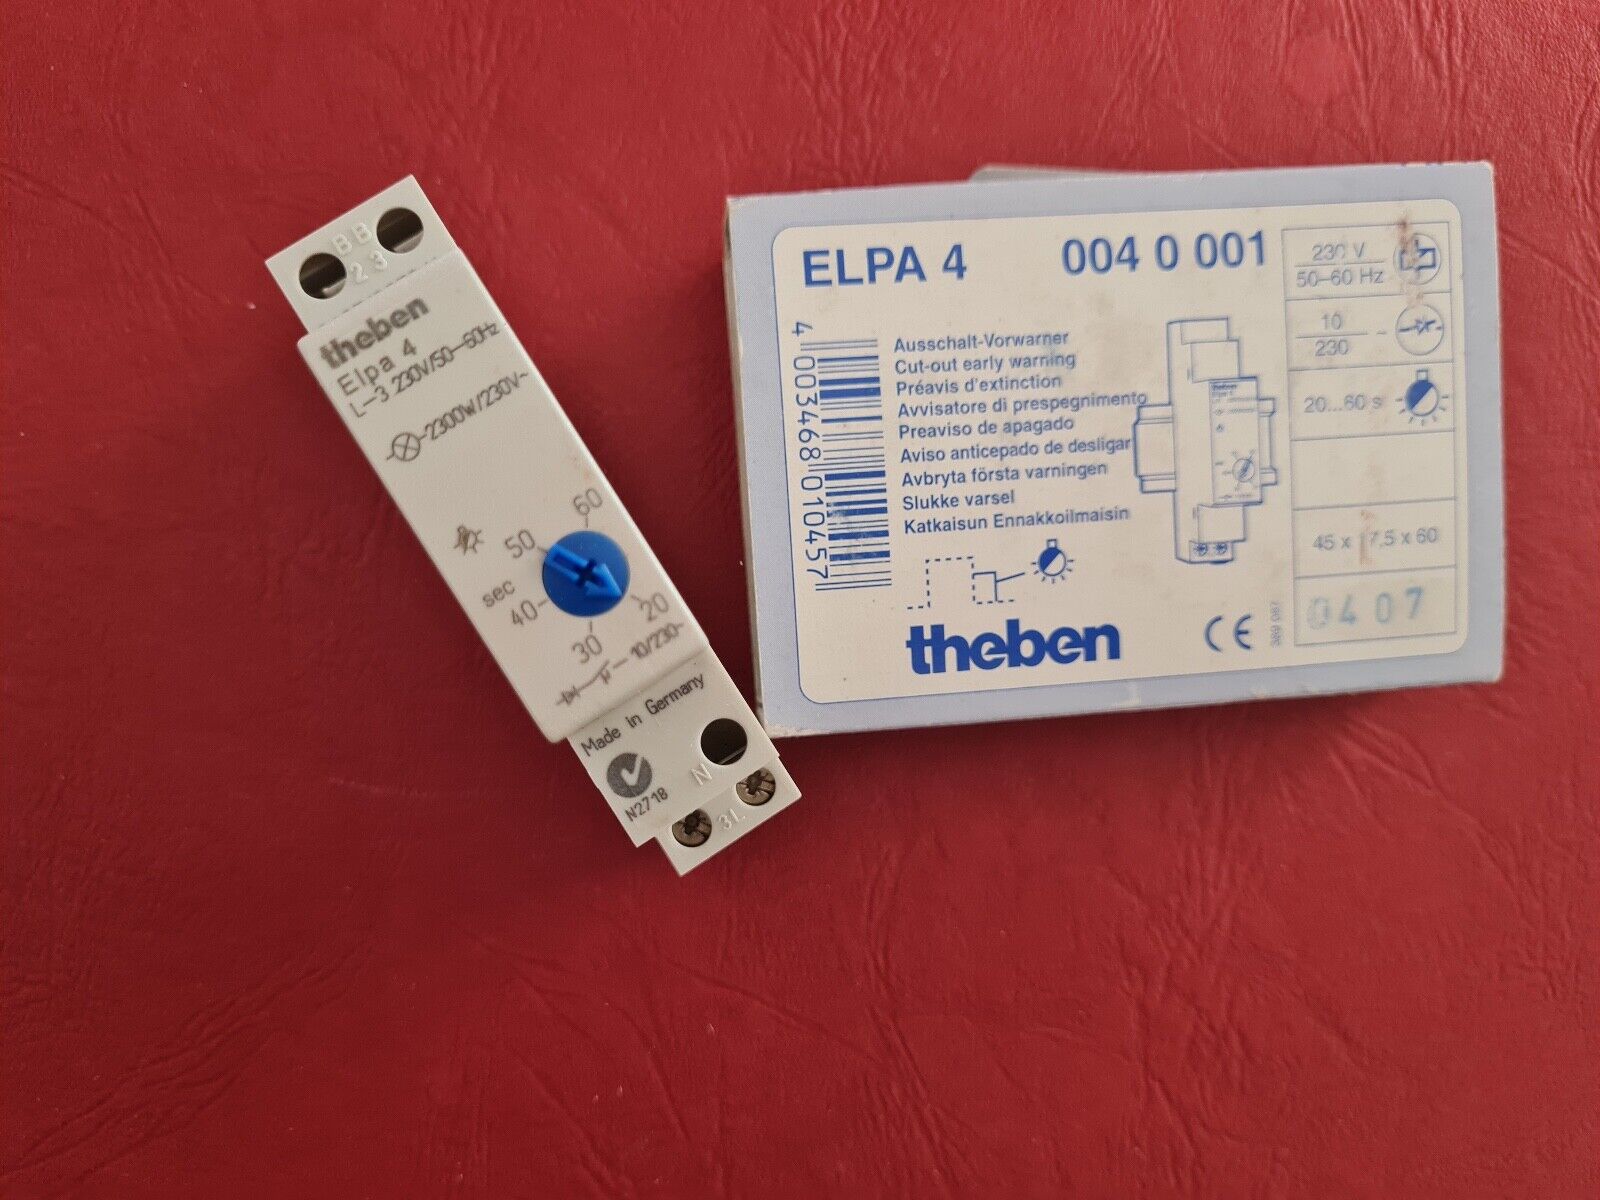 B B
2 3
theben
Elpa 4
L-3 230V/50-60Hz
2300W/230V~
60
50
sec
40
30
20
10/230~
µ
Made in Germany
N2718
N
3L
ELPA 4 004 0 001
4 003468 010457
Ausschalt-Vorwarner
Cut-out early warning
Préavis d'extinction
Avvisatore di prespegnimento
Preaviso de apagado
Aviso anticepado de desligar
Avbryta första varningen
Slukke varsel
Katkaisun Ennakkoilmaisin
theben
CE
230 V
50-60 Hz
10
230 ~
20...60 s
45 x 17,5 x 60
0407